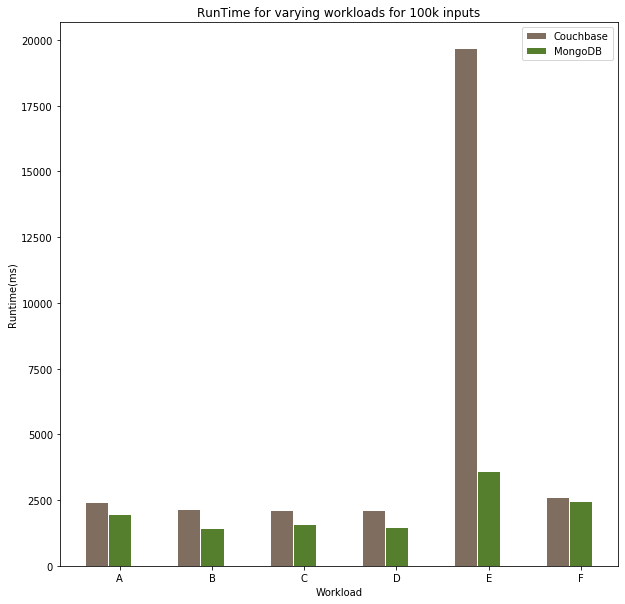 RunTime for varying workloads for 100k inputs
Couchbase
MongoDB
20000
17500
15000
12500
10000
7500
5000
2500
0
Runtime(ms)
A B C D E F
Workload